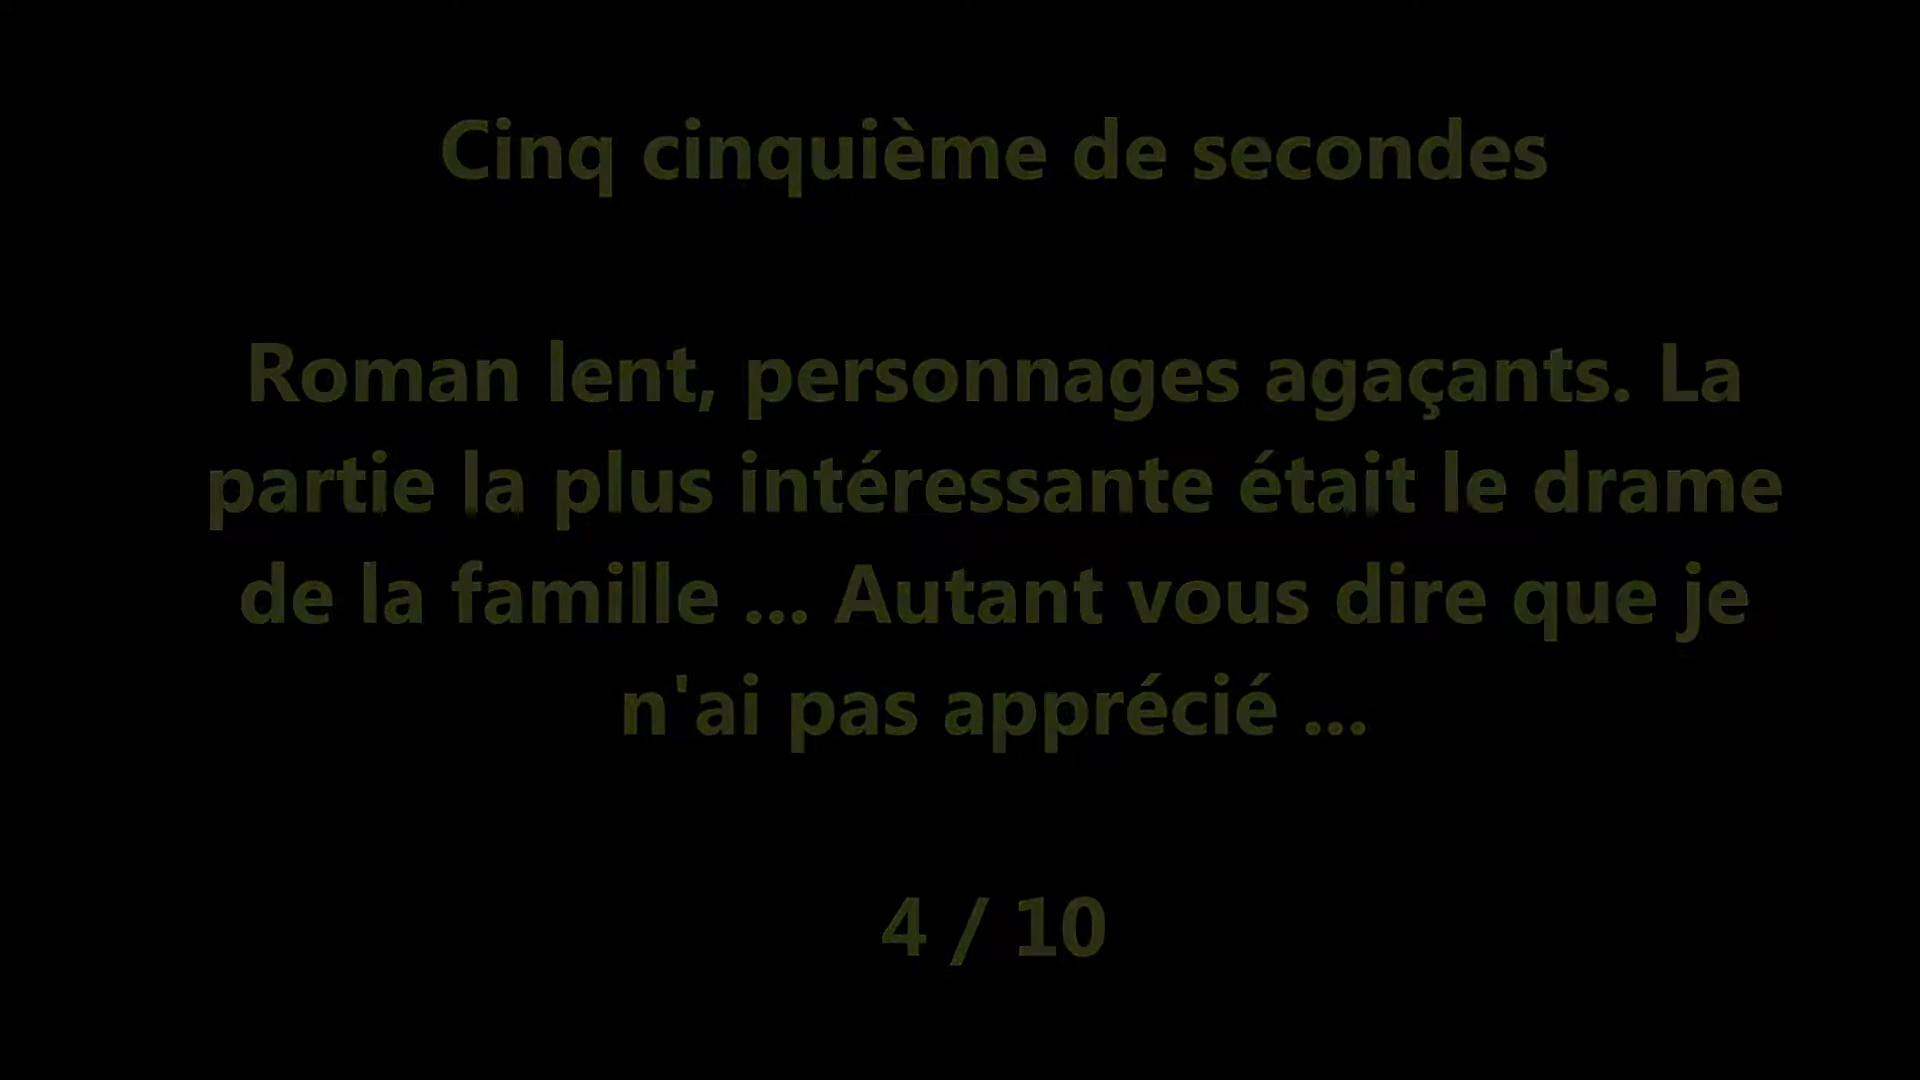 Cinq cinquième de secondes
Roman lent, personnages agaçants. La
partie la plus intéressante était le drame
de la famille ... Autant vous dire que je
n'ai pas apprécié ...
4 / 10